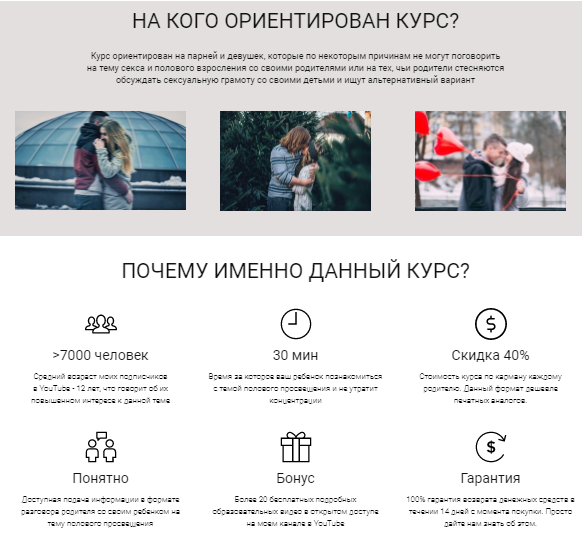 НА КОГО ОРИЕНТИРОВАН КУРС?
Курс ориентирован на парней и девушек, которые по некоторым причинам не могут поговорить
на тему секса и полового взросления со своими родителями или на тех, чьи родители стесняются
обсуждать сексуальную грамоту со своими детьми и ищут альтернативный вариант
ПОЧЕМУ ИМЕННО ДАННЫЙ КУРС?
>7000 человек
Средний возраст моих подписчиков
в YouTube - 12 лет, что говорит об их
повышенном интересе к данной теме
30 мин
Время за которое ваш ребенок познакомиться
с темой полового просвещения и не утратит
концентрации
Скидка 40%
Стоимость курса по карману каждому
родителю. Данный формат дешевле
печатных аналогов.
Понятно
Доступная подача информации в формате
разговора родителя со своим ребенком на
тему полового просвещения
Бонус
Более 20 бесплатных подробных
образовательных видео в открытом доступе
на моем канале в YouTube
Гарантия
100% гарантия возврата денежных средств в
течении 14 дней с момента покупки. Просто
дайте нам знать об этом.